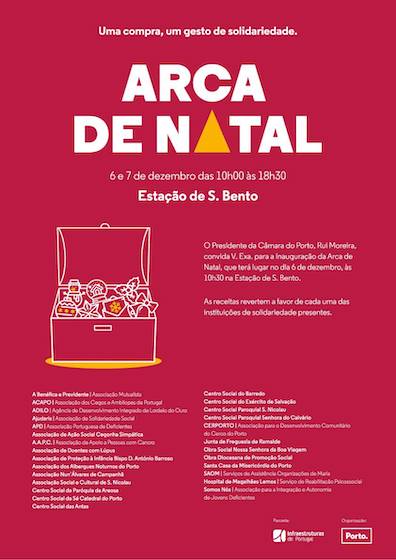 Uma compra, um gesto de solidariedade.
ARCA
DE NATAL
6 e 7 de dezembro das 10h00 às 18h30
Estação de S. Bento
O Presidente da Câmara do Porto, Rui Moreira,
convida V. Exa. para a inauguração da Arca de
Natal, que terá lugar no dia 6 de dezembro, às
10h30 na Estação de S. Bento.
As receitas revertem a favor de cada uma das
instituições de solidariedade presentes.
A Benéfica e Previdente | Associação Mutualista
ACAPO | Associação dos Cegos e Amblíopes de Portugal
ADILO | Agência de Desenvolvimento Integrado de Lordelo do Ouro
Ajudaris | Associação de Solidariedade Social
APD | Associação Portuguesa de Deficientes
Associação de Ação Social Cegonha Simpática
A.A.P.C. | Associação de Apoio a Pessoas com Cancro
Associação de Doentes com Lúpus
Associação de Proteção à Infância Bispo D. António Barroso
Associação dos Albergues Noturnos do Porto
Associação Nun'Álvares de Campanhã
Associação Social e Cultural de S. Nicolau
Centro Social da Paróquia da Areosa
Centro Social da Sé Catedral do Porto
Centro Social das Antas
Centro Social do Barredo
Centro Social do Exército de Salvação
Centro Social Paroquial S. Nicolau
Centro Social Paroquial Senhora do Calvário
CERPORTO | Associação para o Desenvolvimento Comunitário
do Cerco do Porto
Junta de Freguesia de Ramalde
Obra Social Nossa Senhora da Boa Viagem
Obra Diocesana de Promoção Social
Santa Casa da Misericórdia do Porto
SAOM | Serviços de Assistência Organizações de Maria
Hospital de Magalhães Lemos | Serviço de Reabilitação Psicossocial
Somos Nós | Associação para a Integração e Autonomia
de Jovens Deficientes
Parceria:
Organização:
Infraestruturas
de Portugal
Porto.